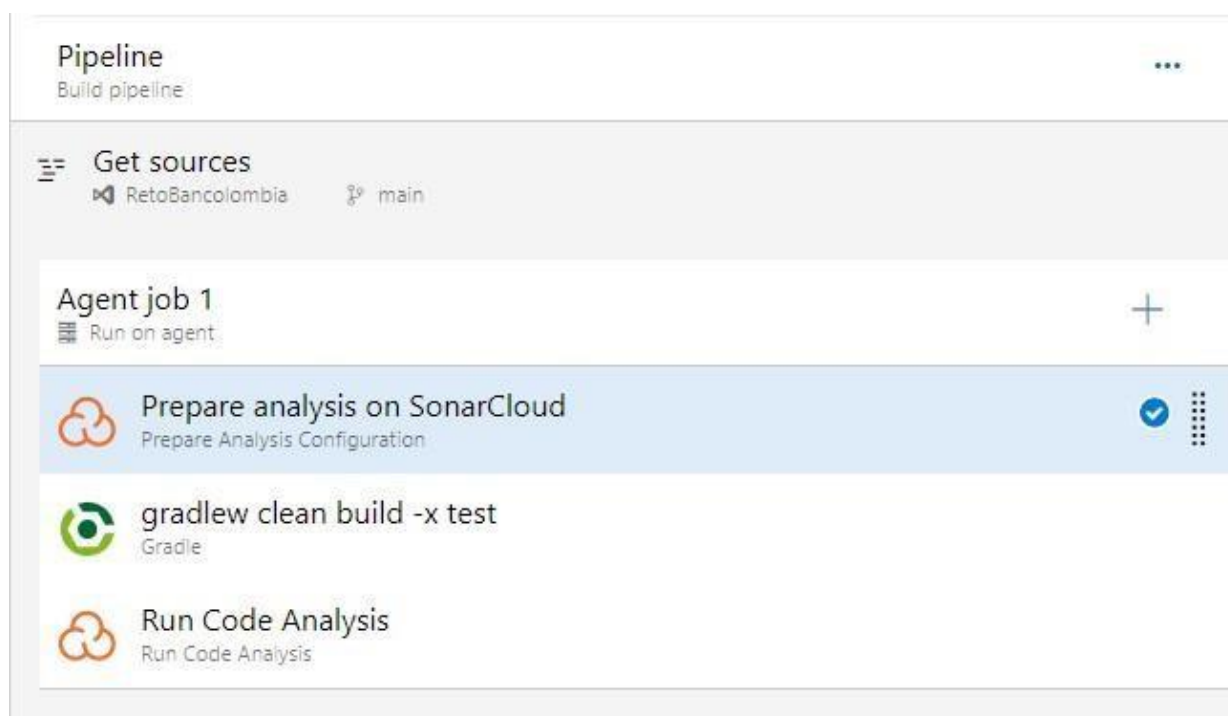 Pipeline
Build pipeline
Get sources
RetoBancolombia main
Agent job 1
Run on agent
Prepare analysis on SonarCloud
Prepare Analysis Configuration
gradlew clean build -x test
Gradle
Run Code Analysis
Run Code Analysis